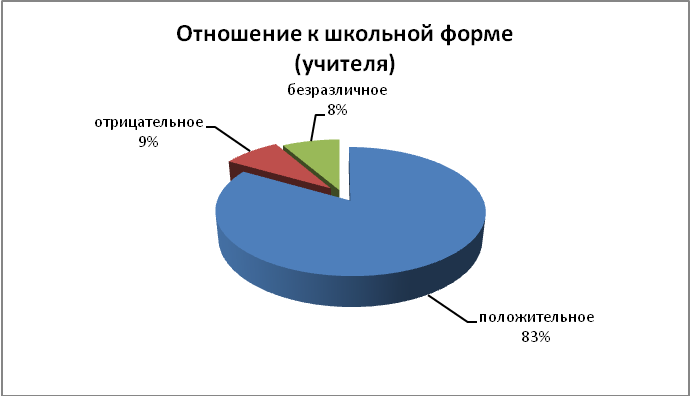 Отношение к школьной форме
(учителя)
безразличное
8%
отрицательное
9%
положительное
83%